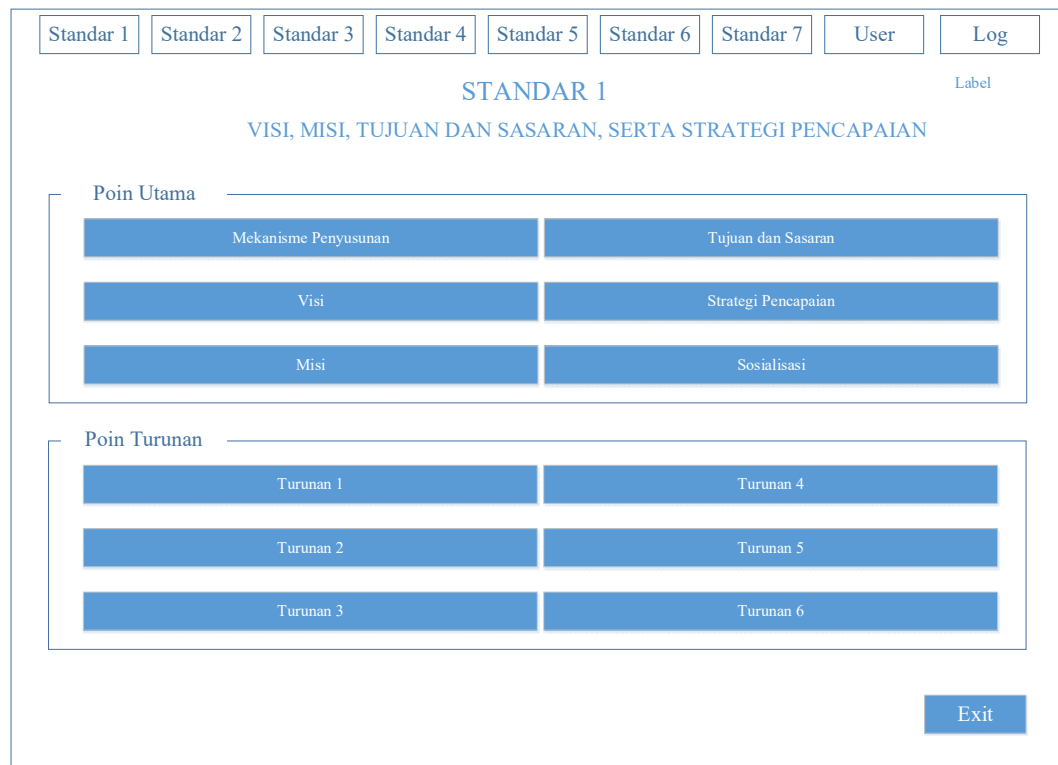 Standar 1 Standar 2 Standar 3 Standar 4 Standar 5 Standar 6 Standar 7 User Log
STANDAR 1
Label
VISI, MISI, TUJUAN DAN SASARAN, SERTA STRATEGI PENCAPAIAN
Poin Utama
Mekanisme Penyusunan Tujuan dan Sasaran
Visi Strategi Pencapaian
Misi Sosialisasi
Poin Turunan
Turunan 1 Turunan 4
Turunan 2 Turunan 5
Turunan 3 Turunan 6
Exit